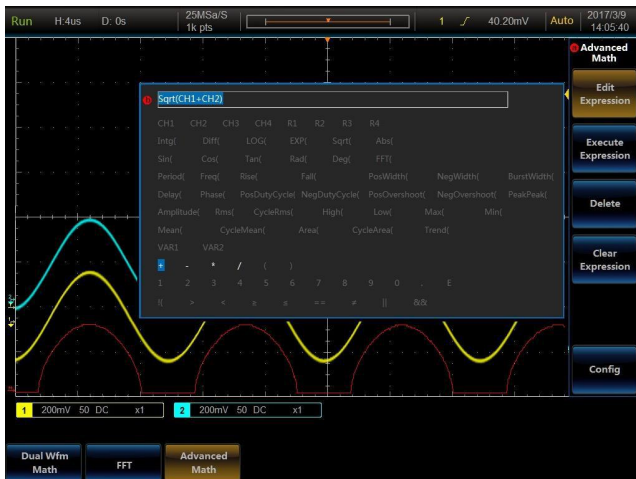 Run H:4us D: 0s 25MSa/S 1k pts 1 40.20mV Auto 2017/3/9 14:05:40
Advanced Math
Sqrt(CH1+CH2)
CH1 CH2 CH3 CH4 R1 R2 R3 R4
Intg( Diff( LOG( EXP( Sqrt( Abs(
Sin( Cos( Tan( Rad( Deg( FFT(
Period( Freq( Rise( Fall( PosWidth( NegWidth( BurstWidth(
Delay( Phase( PosDutyCycle( NegDutyCycle( PosOvershoot( NegOvershoot( PeakPeak(
Amplitude( Rms( CycleRms( High( Low( Max( Min(
Mean( CycleMean( Area( CycleArea( Trend(
VAR1 VAR2
+ - * / ( )
1 2 3 4 5 6 7 8 9 0 . E
!( > < ≥ ≤ == ≠ || &&
Edit Expression
Execute Expression
Delete
Clear Expression
Config
1 200mV 50 DC x1 2 200mV 50 DC x1
Dual Wfm Math
FFT
Advanced Math